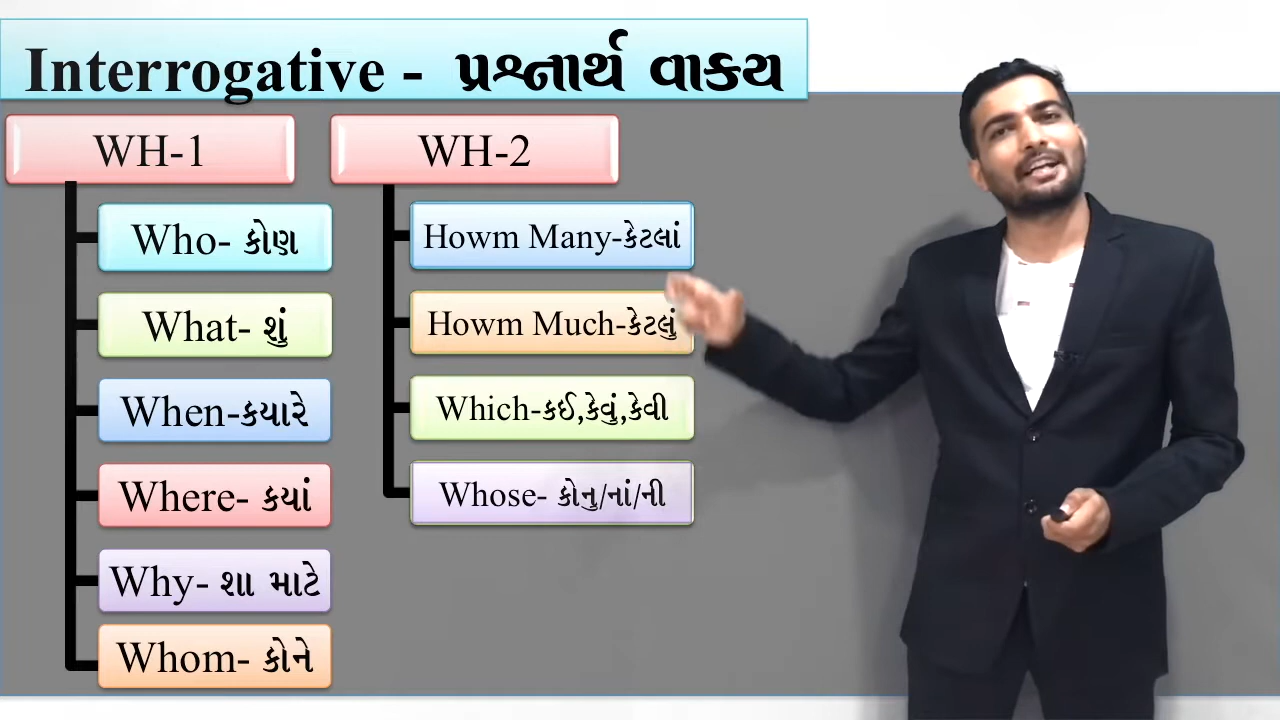 Interrogative - પ્રશ્નાર્થ વાકય
WH-1
Who- કોણ
What- શું
When-કયારે
Where- કયાં
Why- શા માટે
Whom- કોને
WH-2
Howm Many-કેટલાં
Howm Much-કેટલું
Which-કઈ,કેવું,કેવી
Whose- કોનુ/નાં/ની